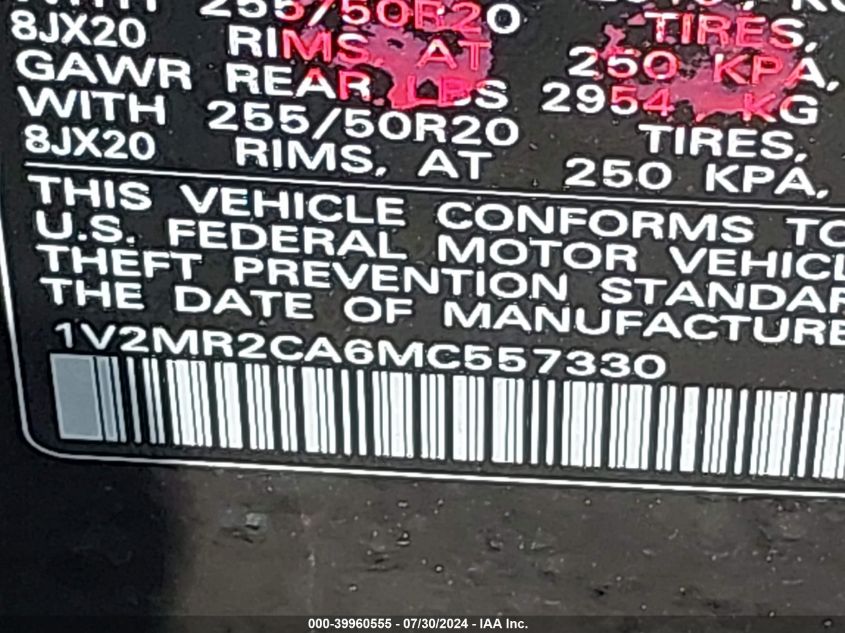 255/50R20 TIRES,
8JX20 RIMS, AT 250 KPA,
GAWR REAR LBS 2954 KG
WITH 255/50R20 TIRES,
8JX20 RIMS, AT 250 KPA,
THIS VEHICLE CONFORMS TO
U.S. FEDERAL MOTOR VEHICL
THEFT PREVENTION STANDAR
THE DATE OF MANUFACTURE
1V2MR2CA6MC557330
000-39960555 - 07/30/2024 - IAA Inc.